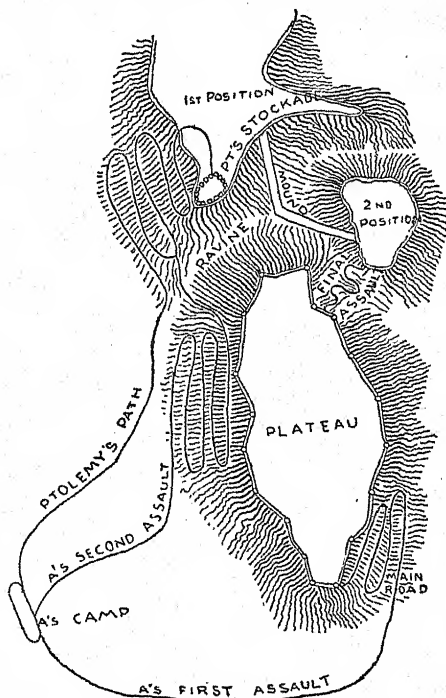 1ST POSITION
PT'S STOCKADE
MOUND
2ND
POSITION
RAVINE
FINAL
ASSAULT
PLATEAU
PTOLEMY'S PATH
A'S SECOND ASSAULT
MAIN
ROAD
A'S CAMP
A'S FIRST ASSAULT